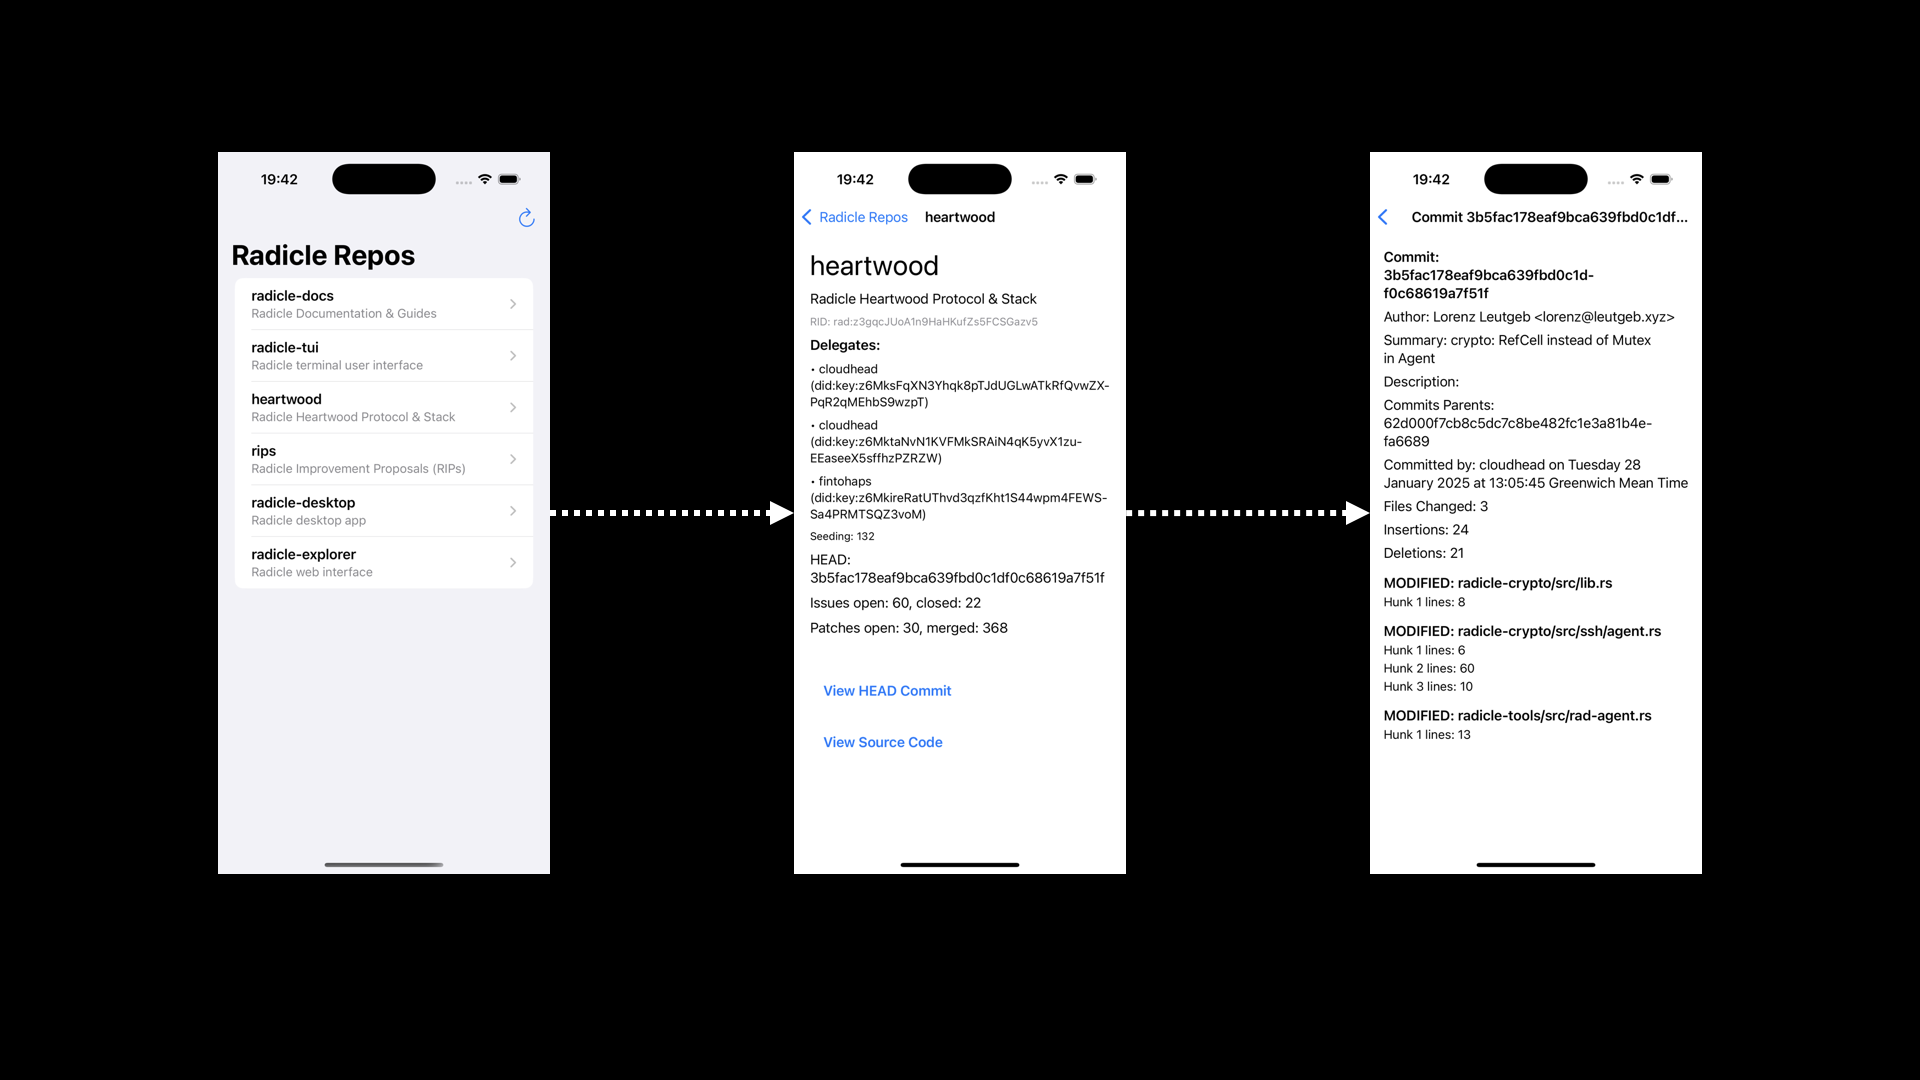 19:42
Radicle Repos
radicle-docs
Radicle Documentation & Guides
radicle-tui
Radicle terminal user interface
heartwood
Radicle Heartwood Protocol & Stack
rips
Radicle Improvement Proposals (RIPs)
radicle-desktop
Radicle desktop app
radicle-explorer
Radicle web interface
19:42
Radicle Repos heartwood
heartwood
Radicle Heartwood Protocol & Stack
RID: rad:z3gqcJUoA1n9HaHKufZs5FCSGazv5
Delegates:
• cloudhead
(did:key:z6MksFqXN3Yhqk8pTJdUGLwATkRfQvwZX-
PqR2qMEhbS9wzpT)
• cloudhead
(did:key:z6MktaNvN1KVFMkSRAiN4qK5yvX1zu-
EEaseeX5sffhzPZRZW)
• fintohaps
(did:key:z6MkireRatUThvd3qzfKht1S44wpm4FEWS-
Sa4PRMTSQZ3voM)
Seeding: 132
HEAD:
3b5fac178eaf9bca639fbd0c1df0c68619a7f51f
Issues open: 60, closed: 22
Patches open: 30, merged: 368
View HEAD Commit
View Source Code
19:42
Commit 3b5fac178eaf9bca639fbd0c1df...
Commit:
3b5fac178eaf9bca639fbd0c1d-
f0c68619a7f51f
Author: Lorenz Leutgeb <lorenz@leutgeb.xyz>
Summary: crypto: RefCell instead of Mutex
in Agent
Description:
Commits Parents:
62d000f7cb8c5dc7c8be482fc1e3a81b4e-
fa6689
Committed by: cloudhead on Tuesday 28
January 2025 at 13:05:45 Greenwich Mean Time
Files Changed: 3
Insertions: 24
Deletions: 21
MODIFIED: radicle-crypto/src/lib.rs
Hunk 1 lines: 8
MODIFIED: radicle-crypto/src/ssh/agent.rs
Hunk 1 lines: 6
Hunk 2 lines: 60
Hunk 3 lines: 10
MODIFIED: radicle-tools/src/rad-agent.rs
Hunk 1 lines: 13